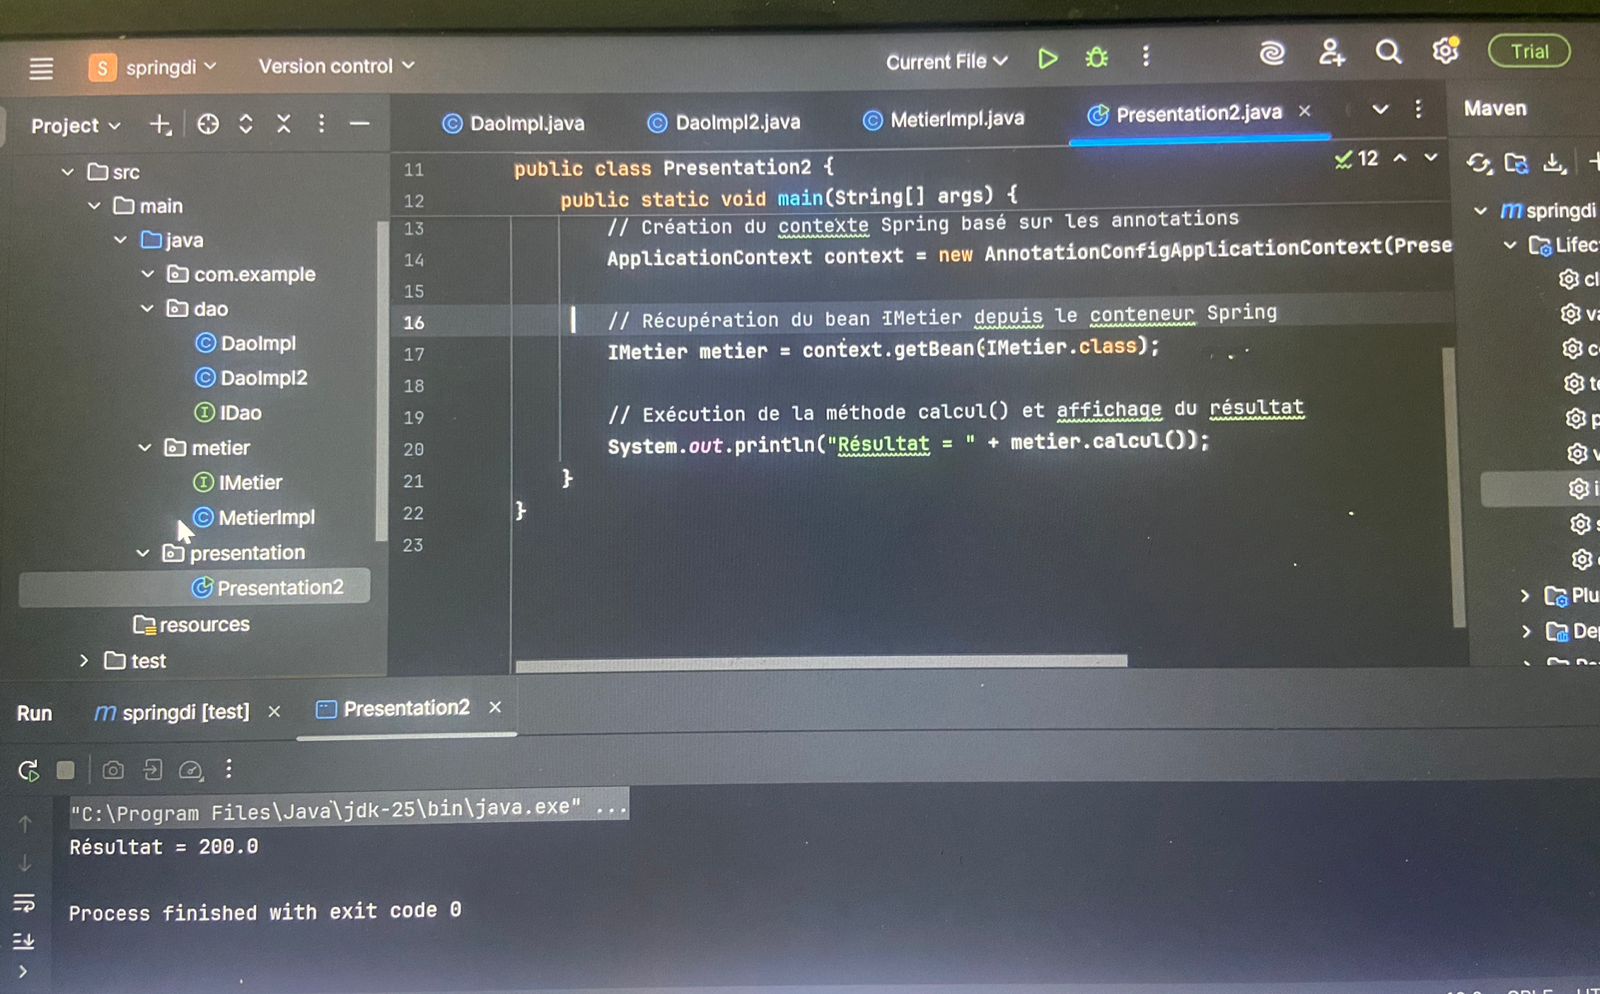 S springdi Version control Current File Trial
Project
src
main
java
com.example
dao
DaoImpl
DaoImpl2
IDao
metier
IMetier
MetierImpl
presentation
Presentation2
resources
test
DaoImpl.java DaoImpl2.java MetierImpl.java Presentation2.java
12
11 public class Presentation2 {
12 public static void main(String[] args) {
13 // Création du contexte Spring basé sur les annotations
14 ApplicationContext context = new AnnotationConfigApplicationContext(Prese
15
16 // Récupération du bean IMetier depuis le conteneur Spring
17 IMetier metier = context.getBean(IMetier.class);
18
19 // Exécution de la méthode calcul() et affichage du résultat
20 System.out.println("Résultat = " + metier.calcul());
21 }
22 }
23
Maven
m springdi
Lifec
cl
va
c
t
p
v
i
s
Plu
Dep
Run m springdi [test] Presentation2
"C:\Program Files\Java\jdk-25\bin\java.exe" ...
Résultat = 200.0
Process finished with exit code 0